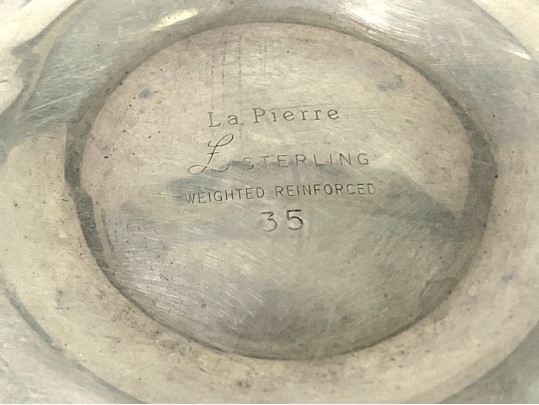 La Pierre
L STERLING
WEIGHTED REINFORCED
35